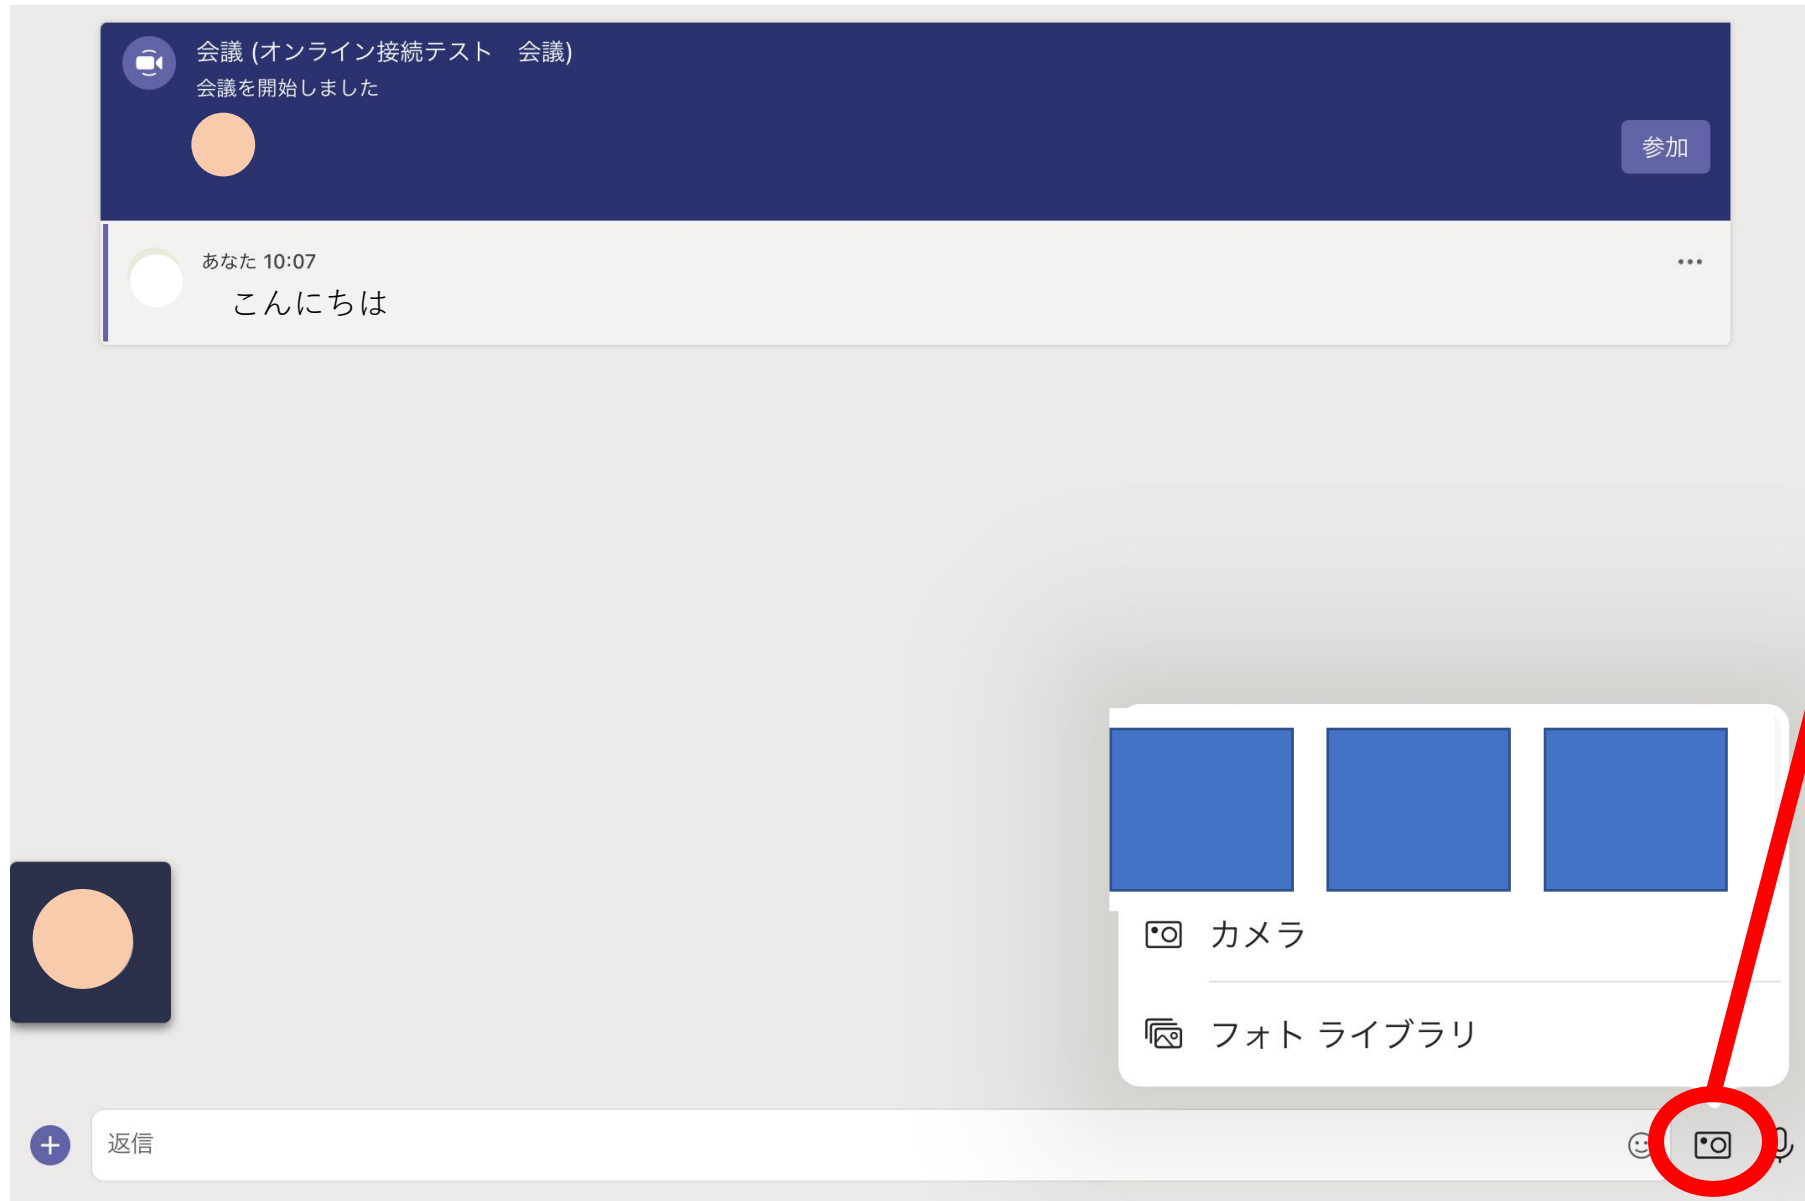 会議 (オンライン接続テスト　会議)
会議を開始しました
参加
あなた 10:07
こんにちは
カメラ
フォト ライブラリ
返信